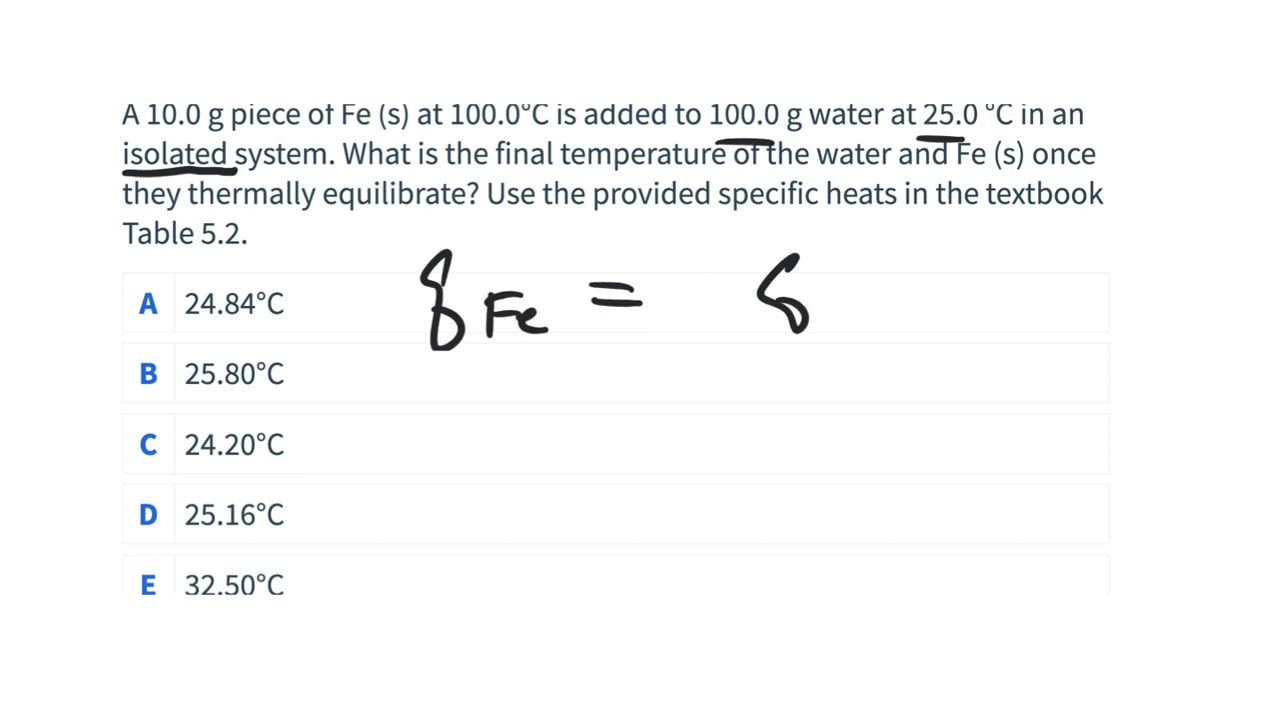 A 10.0 g piece of Fe (s) at 100.0°C is added to 100.0 g water at 25.0 °C in an
isolated system. What is the final temperature of the water and Fe (s) once
they thermally equilibrate? Use the provided specific heats in the textbook
Table 5.2.
A 24.84°C
q Fe =
B 25.80°C
C 24.20°C
D 25.16°C
E 32.50°C